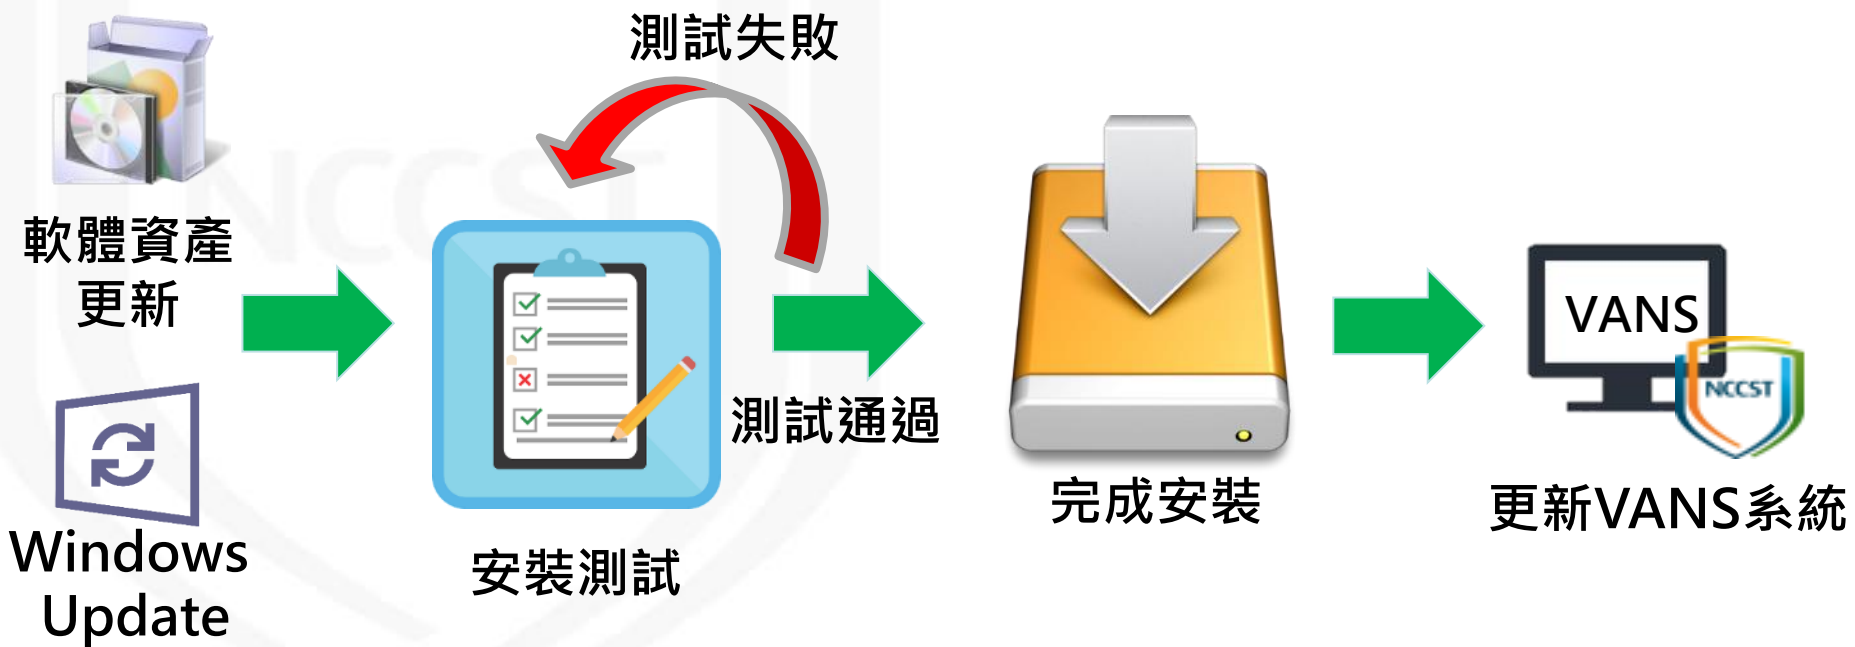 測試失敗
NCCST
軟體資產
更新
VANS
NCCST
測試通過
完成安裝
更新VANS系統
Windows
Update
安裝測試